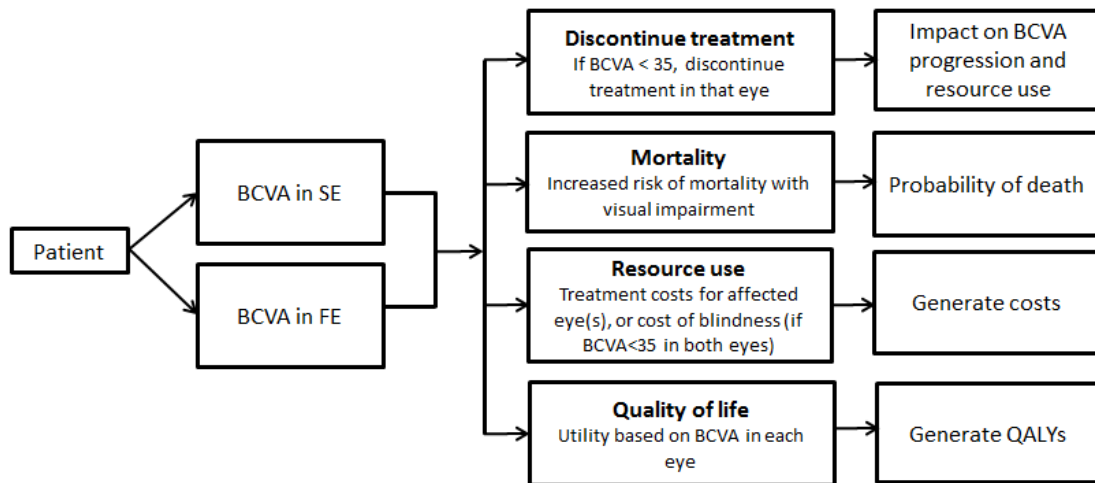 Patient
BCVA in SE
BCVA in FE
Discontinue treatment
If BCVA < 35, discontinue
treatment in that eye
Impact on BCVA
progression and
resource use
Mortality
Increased risk of mortality with
visual impairment
Probability of death
Resource use
Treatment costs for affected
eye(s), or cost of blindness (if
BCVA<35 in both eyes)
Generate costs
Quality of life
Utility based on BCVA in each
eye
Generate QALYs